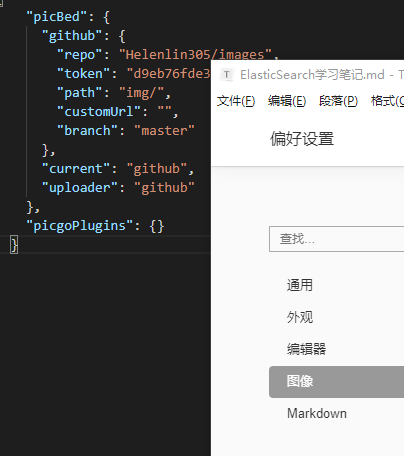 "picBed": {
"github": {
"repo": "Helenlin305/images",
"token": "d9eb76fde3
"path": "img/",
"customUrl": "",
"branch": "master"
},
"current": "github",
"uploader": "github"
},
"picgoPlugins": {}
}
T ElasticSearch学习笔记.md - T
文件(F) 编辑(E) 段落(P) 格式(O
偏好设置
查找...
通用
外观
编辑器
图像
Markdown